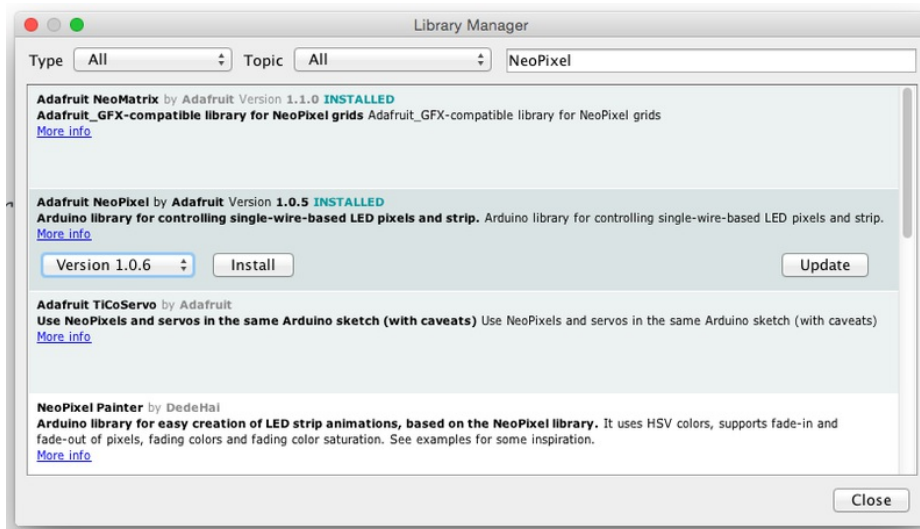 Library Manager
Type All Topic All NeoPixel
Adafruit NeoMatrix by Adafruit Version 1.1.0 INSTALLED
Adafruit_GFX-compatible library for NeoPixel grids Adafruit_GFX-compatible library for NeoPixel grids
More info
Adafruit NeoPixel by Adafruit Version 1.0.5 INSTALLED
Arduino library for controlling single-wire-based LED pixels and strip. Arduino library for controlling single-wire-based LED pixels and strip.
More info
Version 1.0.6 Install Update
Adafruit TiCoServo by Adafruit
Use NeoPixels and servos in the same Arduino sketch (with caveats) Use NeoPixels and servos in the same Arduino sketch (with caveats)
More info
NeoPixel Painter by DedeHai
Arduino library for easy creation of LED strip animations, based on the NeoPixel library. It uses HSV colors, supports fade-in and
fade-out of pixels, fading colors and fading color saturation. See examples for some inspiration.
More info
Close